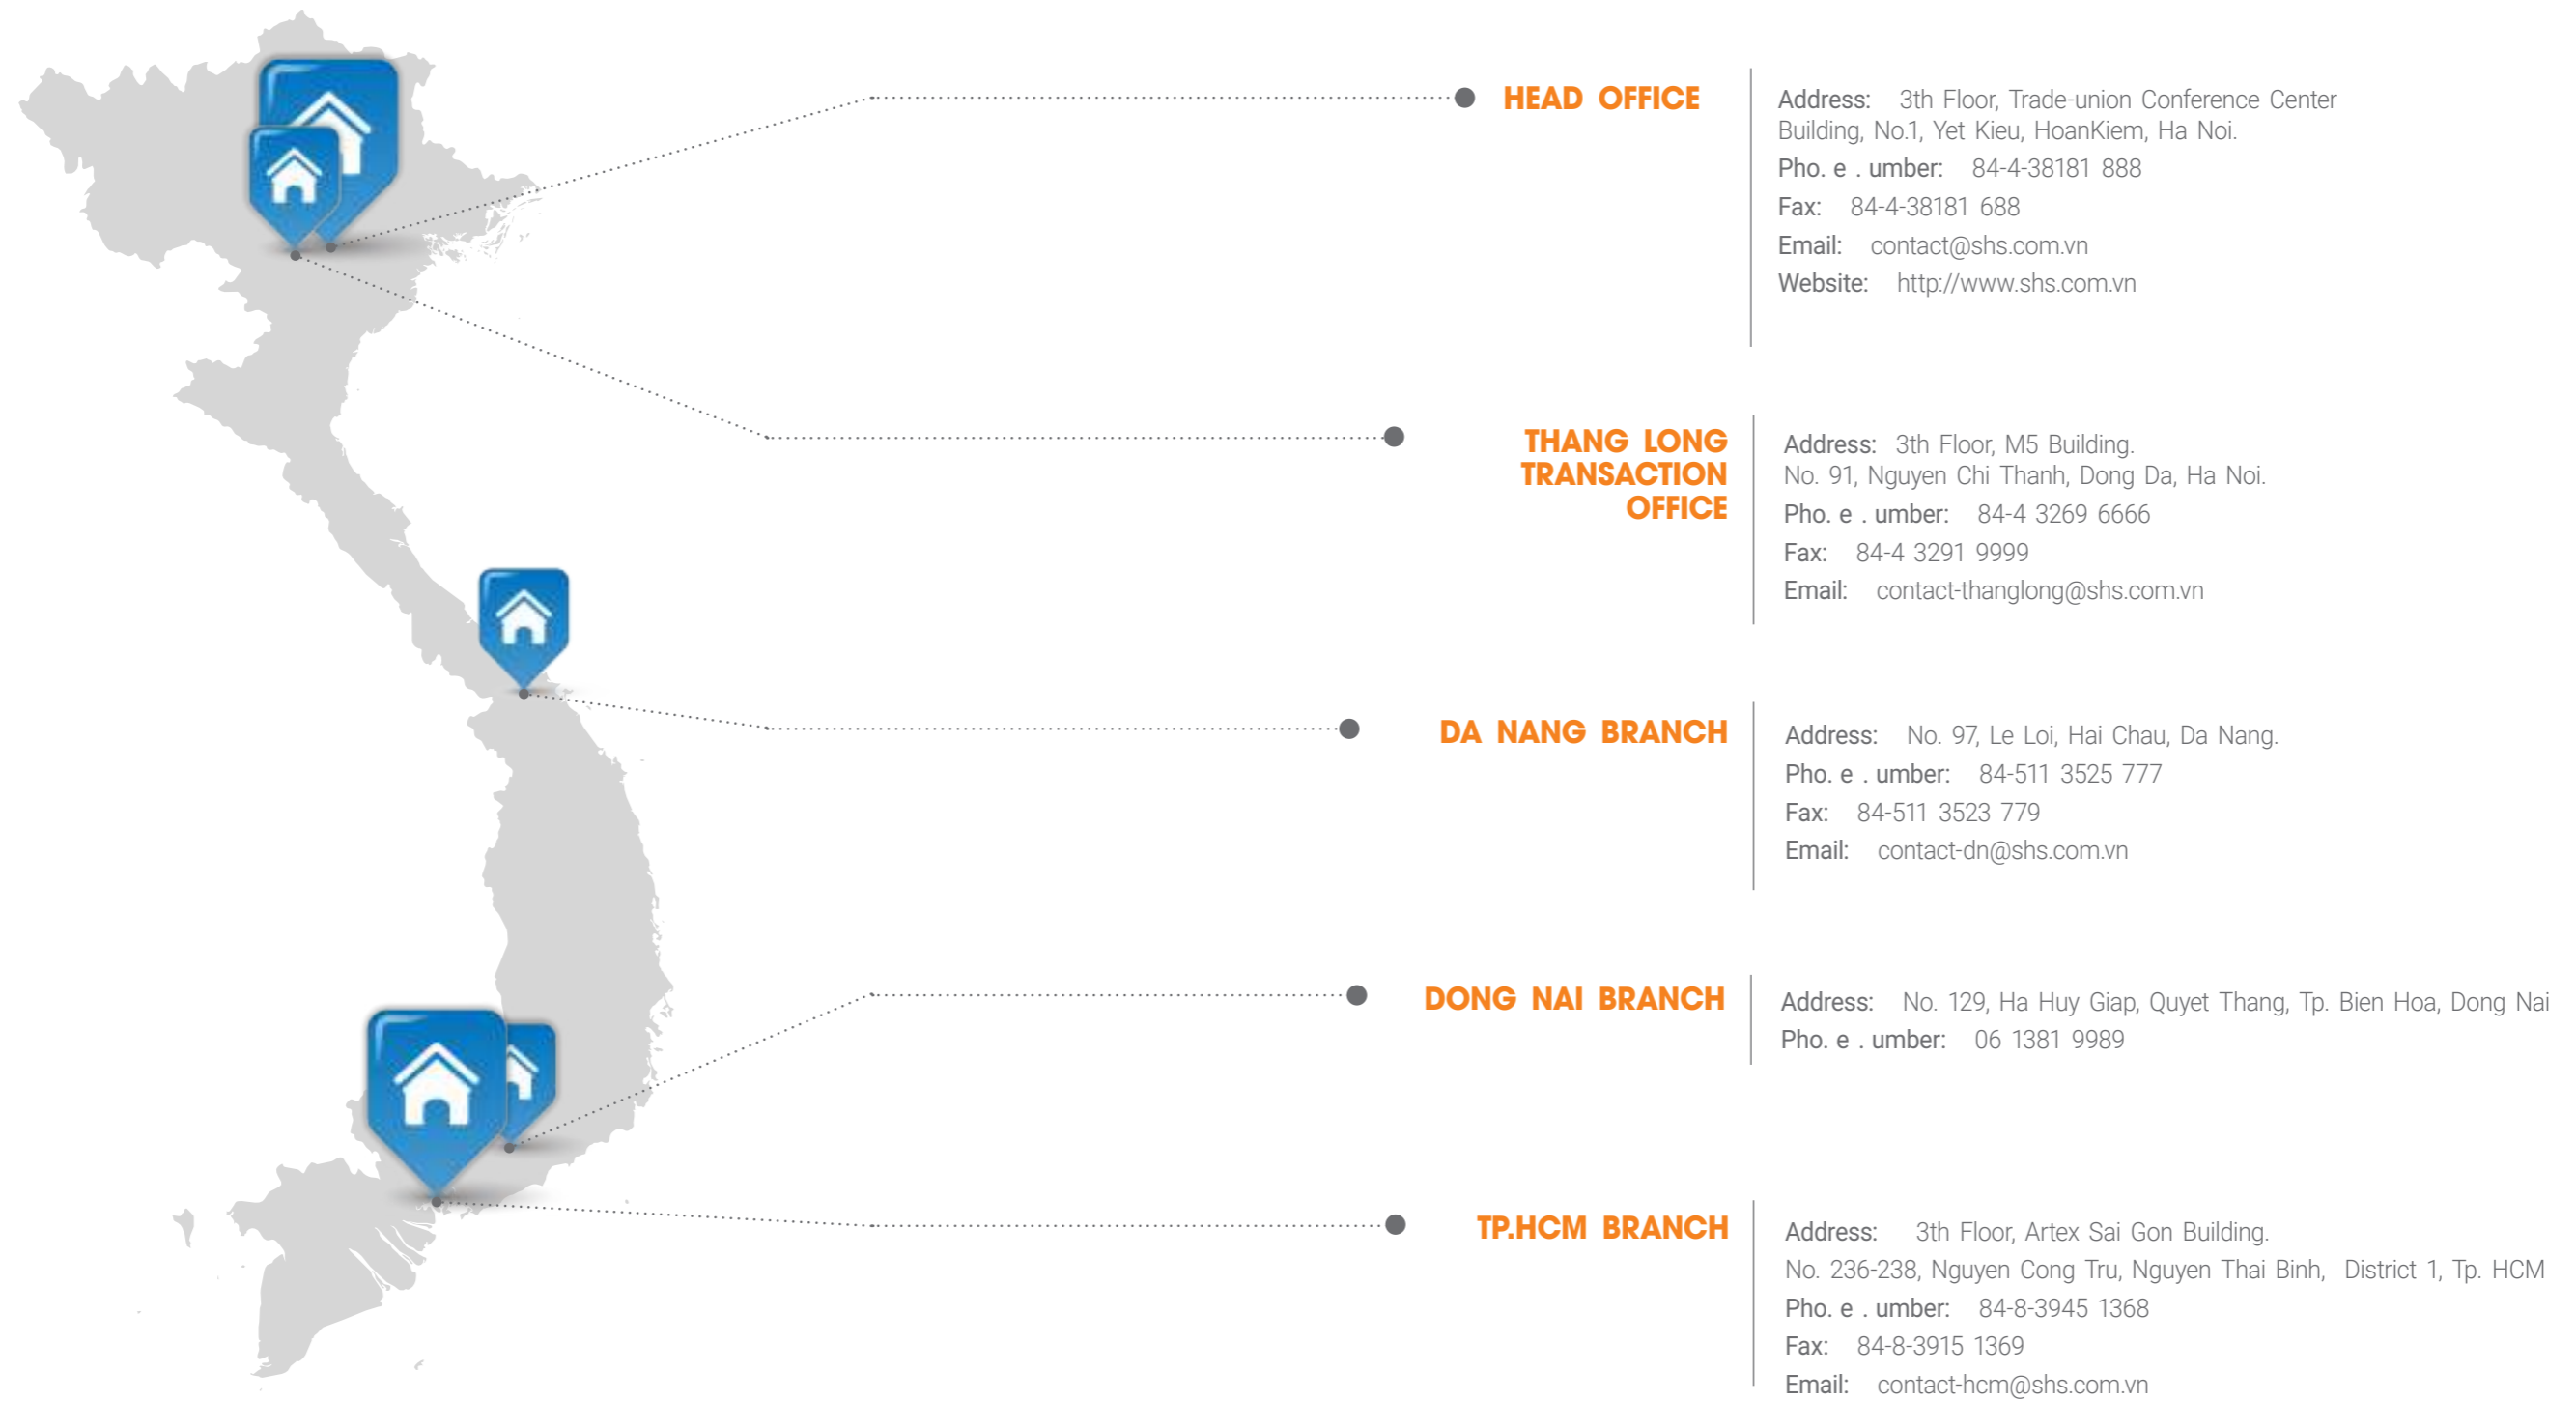 HEAD OFFICE
Address: 3th Floor, Trade-union Conference Center
Building, No.1, Yet Kieu, HoanKiem, Ha Noi.
Pho. e . umber: 84-4-38181 888
Fax: 84-4-38181 688
Email: contact@shs.com.vn
Website: http://www.shs.com.vn
THANG LONG
TRANSACTION
OFFICE
Address: 3th Floor, M5 Building.
No. 91, Nguyen Chi Thanh, Dong Da, Ha Noi.
Pho. e . umber: 84-4 3269 6666
Fax: 84-4 3291 9999
Email: contact-thanglong@shs.com.vn
DA NANG BRANCH
Address: No. 97, Le Loi, Hai Chau, Da Nang.
Pho. e . umber: 84-511 3525 777
Fax: 84-511 3523 779
Email: contact-dn@shs.com.vn
DONG NAI BRANCH
Address: No. 129, Ha Huy Giap, Quyet Thang, Tp. Bien Hoa, Dong Nai
Pho. e . umber: 06 1381 9989
TP.HCM BRANCH
Address: 3th Floor, Artex Sai Gon Building.
No. 236-238, Nguyen Cong Tru, Nguyen Thai Binh, District 1, Tp. HCM
Pho. e . umber: 84-8-3945 1368
Fax: 84-8-3915 1369
Email: contact-hcm@shs.com.vn